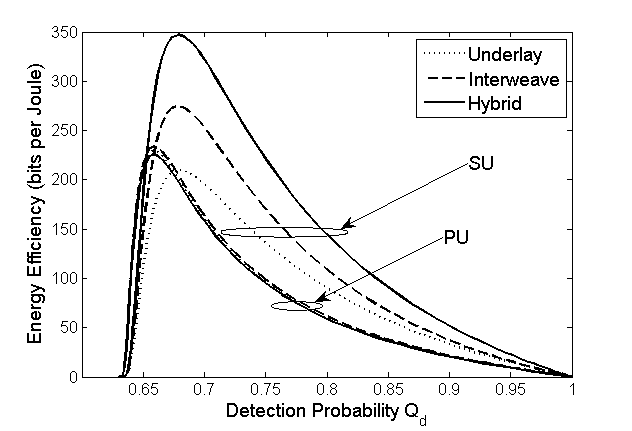 350
300
250
200
150
100
50
0
Energy Efficiency (bits per Joule)
Underlay
Interweave
Hybrid
SU
PU
0.65 0.7 0.75 0.8 0.85 0.9 0.95 1
Detection Probability Qd